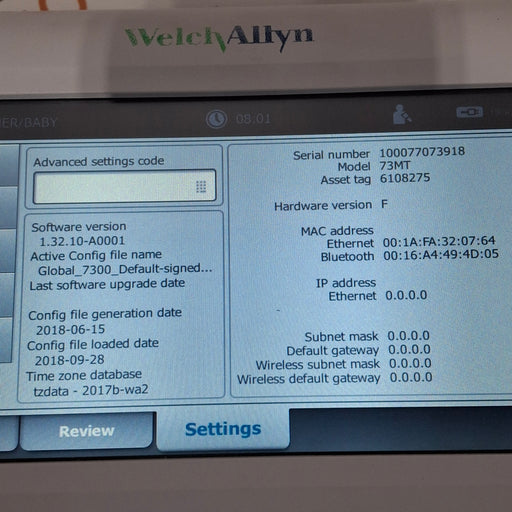 WelchAllyn
ER/BABY
08:01
Advanced settings code
Software version
1.32.10-A0001
Active Config file name
Global_7300_Default-signed...
Last software upgrade date
Config file generation date
2018-06-15
Config file loaded date
2018-09-28
Time zone database
tzdata - 2017b-wa2
Serial number 100077073918
Model 73MT
Asset tag 6108275
Hardware version F
MAC address
Ethernet 00:1A:FA:32:07:64
Bluetooth 00:16:A4:49:4D:05
IP address
Ethernet 0.0.0.0
Subnet mask 0.0.0.0
Default gateway 0.0.0.0
Wireless subnet mask 0.0.0.0
Wireless default gateway 0.0.0.0
Review
Settings